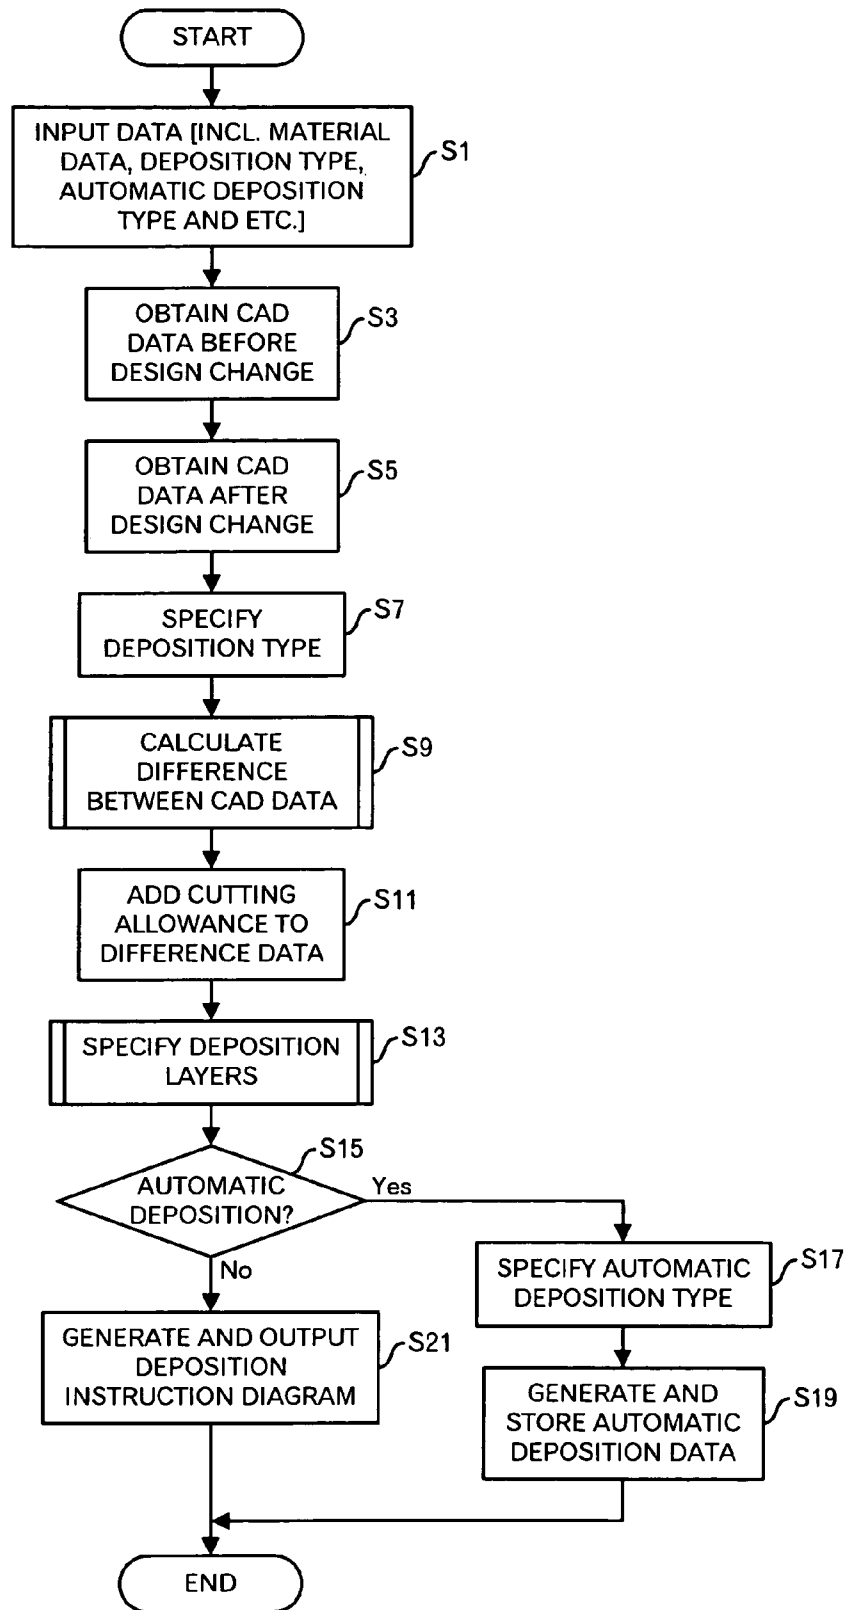 START
INPUT DATA [INCL. MATERIAL
DATA, DEPOSITION TYPE,
AUTOMATIC DEPOSITION
TYPE AND ETC.]
S1
OBTAIN CAD
DATA BEFORE
DESIGN CHANGE
S3
OBTAIN CAD
DATA AFTER
DESIGN CHANGE
S5
SPECIFY
DEPOSITION TYPE
S7
CALCULATE
DIFFERENCE
BETWEEN CAD DATA
S9
ADD CUTTING
ALLOWANCE TO
DIFFERENCE DATA
S11
SPECIFY DEPOSITION
LAYERS
S13
AUTOMATIC
DEPOSITION?
S15
Yes
No
SPECIFY AUTOMATIC
DEPOSITION TYPE
S17
GENERATE AND OUTPUT
DEPOSITION
INSTRUCTION DIAGRAM
S21
GENERATE AND
STORE AUTOMATIC
DEPOSITION DATA
S19
END